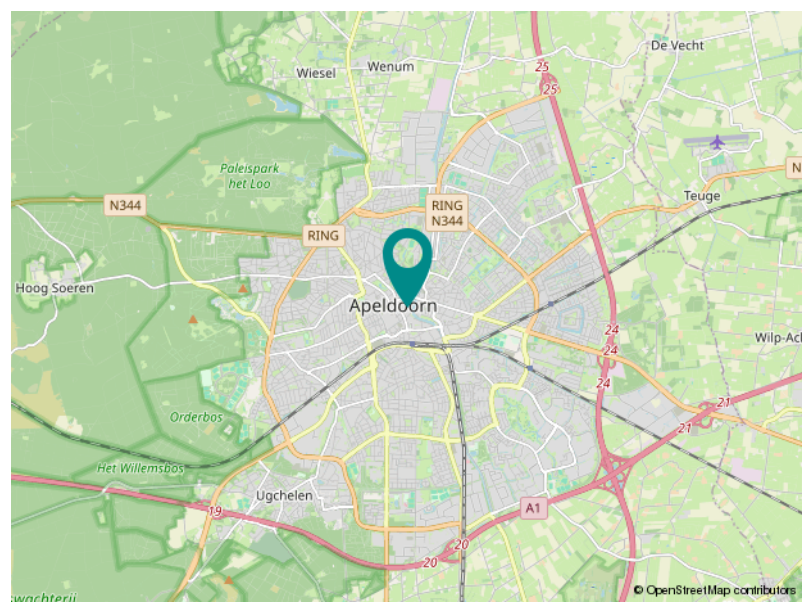 De Vecht
Wenum
25
Wiesel
25
Paleispark
het Loo
Teuge
N
N344
RING
N344
RING
Hoog Soeren
Apeldoorn
24
Wilp-Ach
24
24
21
21
Orderbos
Het Willemsbos
Ugchelen
19
A1
20
20
swachterij
© OpenStreetMap contributors